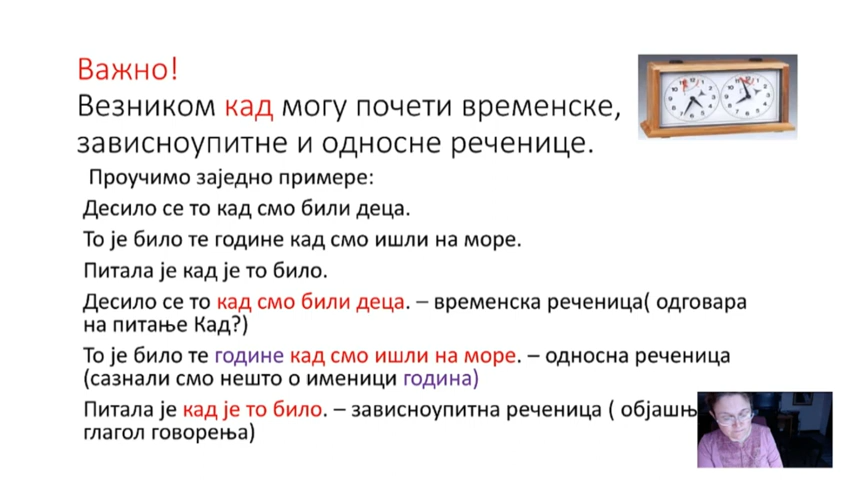 Важно!
Везником кад могу почети временске,
зависноупитне и односне реченице.
Проучимо заједно примере:
Десило се то кад смо били деца.
То је било те године кад смо ишли на море.
Питала је кад је то било.
Десило се то кад смо били деца. – временска реченица( одговара
на питање Кад?)
То је било те године кад смо ишли на море. – односна реченица
(сазнали смо нешто о именици година)
Питала је кад је то било. – зависноупитна реченица (
глагол говорења)